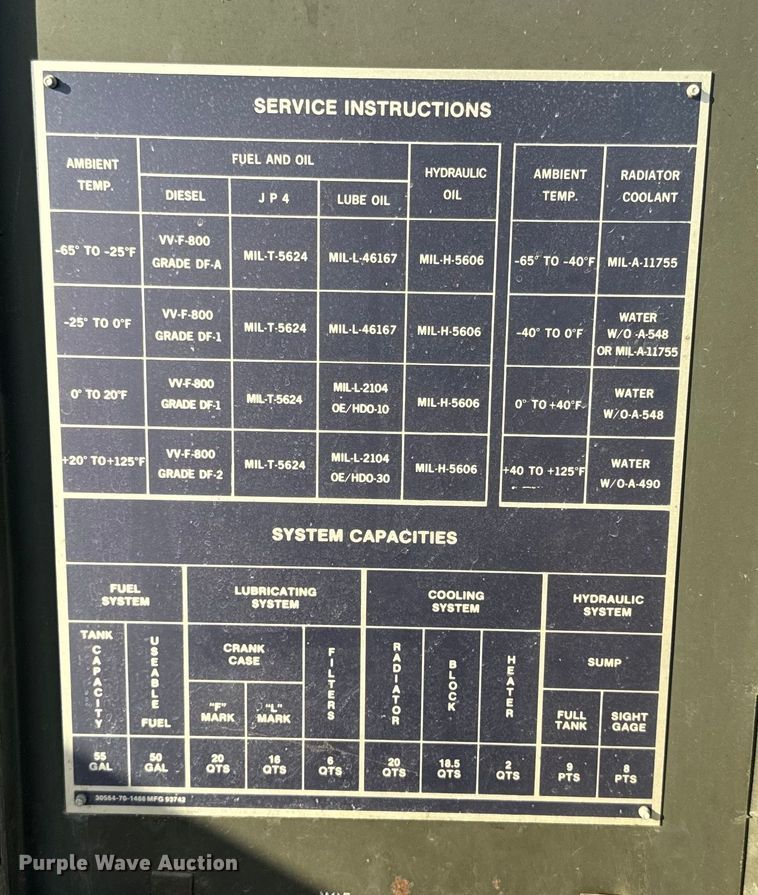 SERVICE INSTRUCTIONS
AMBIENT TEMP.
FUEL AND OIL
HYDRAULIC OIL
DIESEL
J P 4
LUBE OIL
-65° TO -25°F
VV-F-800 GRADE DF-A
MIL-T-5624
MIL-L-46167
MIL-H-5606
-25° TO 0°F
VV-F-800 GRADE DF-1
MIL-T-5624
MIL-L-46167
MIL-H-5606
0° TO 20°F
VV-F-800 GRADE DF-1
MIL-T-5624
MIL-L-2104 OE/HDO-10
MIL-H-5606
+20° TO+125°F
VV-F-800 GRADE DF-2
MIL-T-5624
MIL-L-2104 OE/HDO-30
MIL-H-5606
AMBIENT TEMP.
RADIATOR COOLANT
-65° TO -40°F
MIL-A-11755
-40° TO 0°F
WATER
W/O -A-548
OR MIL-A-11755
0° TO +40°F
WATER
W/O-A-548
+40 TO +125°F
WATER
W/O-A-490
SYSTEM CAPACITIES
FUEL SYSTEM
LUBRICATING SYSTEM
COOLING SYSTEM
HYDRAULIC SYSTEM
TANK CAPACITY
USEABLE FUEL
CRANK CASE
"F" MARK
"L" MARK
FILTERS
RADIATOR
BLOCK
HEATER
SUMP
FULL TANK
SIGHT GAGE
55 GAL
50 GAL
20 QTS
16 QTS
6 QTS
20 QTS
18.5 QTS
2 QTS
9 PTS
8 PTS
30554-70-1466 MFG 93742
Purple Wave Auction